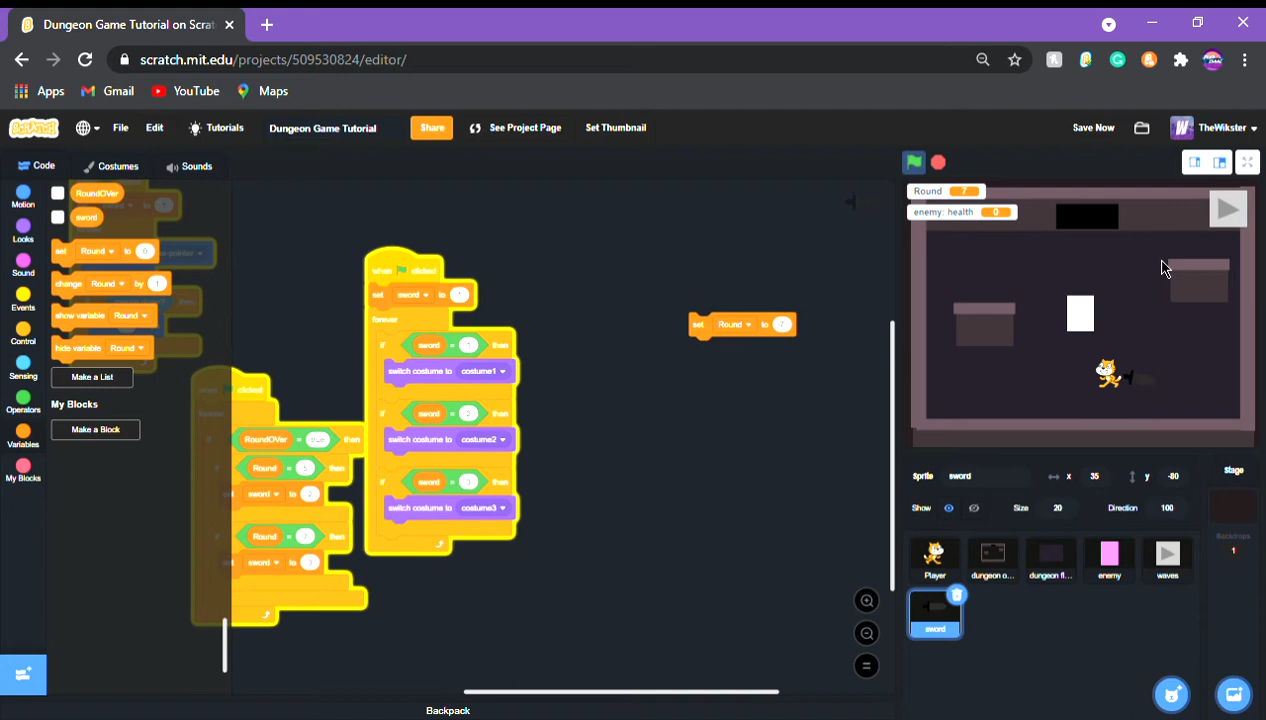 Dungeon Game Tutorial on Scrat
scratch.mit.edu/projects/509530824/editor/
Apps Gmail YouTube Maps
SCRATCH File Edit Tutorials Dungeon Game Tutorial Share See Project Page Set Thumbnail Save Now TheWikster
Code Costumes Sounds
Motion
Looks
Sound
Events
Control
Sensing
Operators
Variables
My Blocks
RoundOVer
sword
set Round to 0
change Round by 1
show variable Round
hide variable Round
Make a List
My Blocks
Make a Block
clicked
RoundOVer = true then
Round = 5 then
sword to 2
Round = 7 then
sword to 3
when clicked
set sword to 1
forever
if sword = 1 then
switch costume to costume1
if sword = 2 then
switch costume to costume2
if sword = 3 then
switch costume to costume3
set Round to 7
Round 7
enemy: health 0
Sprite sword x 35 y -80
Show Size 20 Direction 100
Stage
Backdrops
1
Player dungeon o... dungeon fl... enemy waves
sword
Backpack